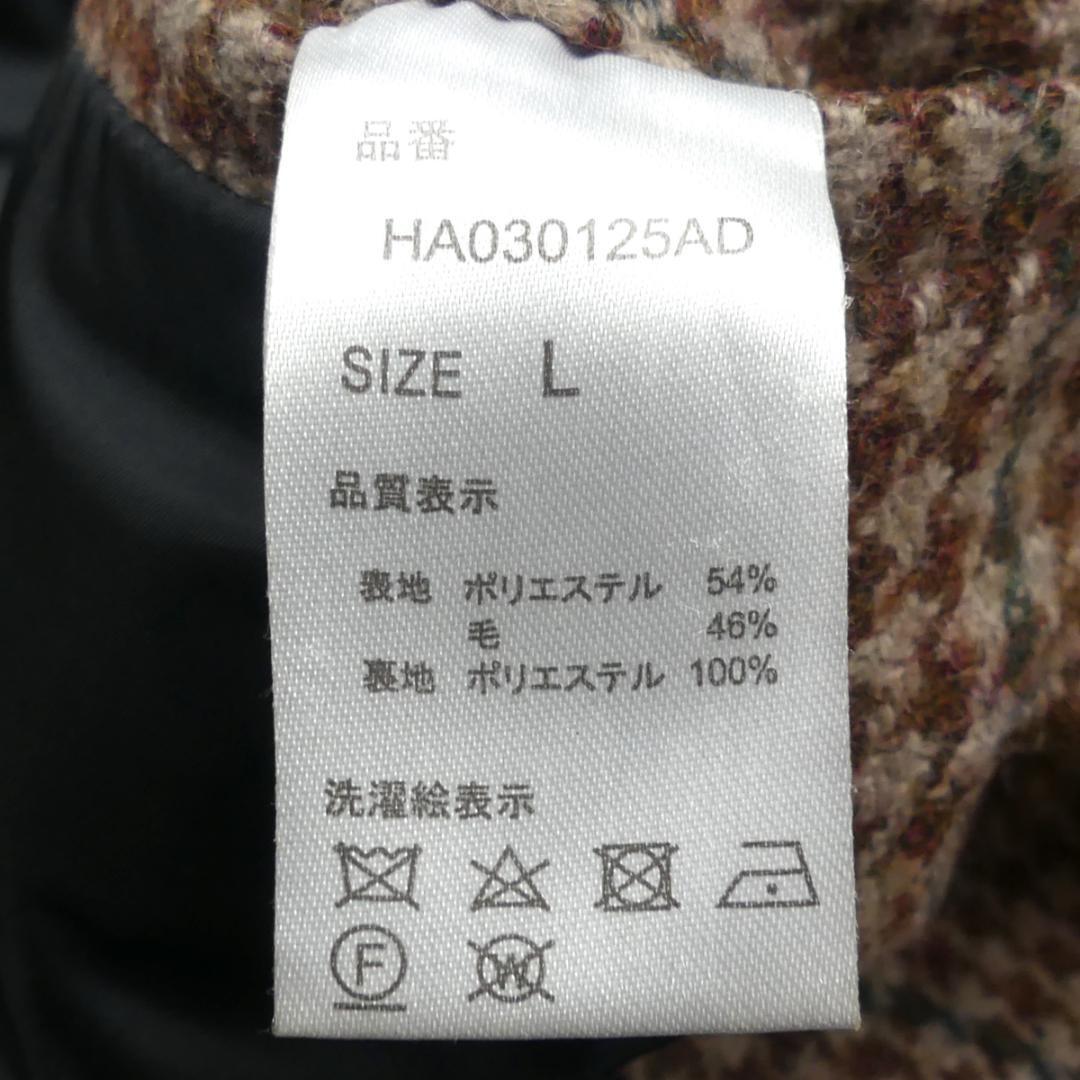 品番
HA030125AD
SIZE L
品質表示
表地 ポリエステル 54%
毛 46%
裏地 ポリエステル 100%
洗濯絵表示
F W